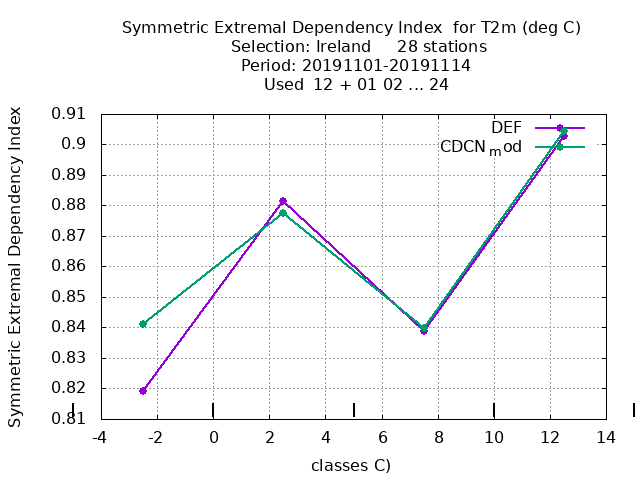 Symmetric Extremal Dependency Index  for T2m (deg C)
Selection: Ireland     28 stations
Period: 20191101-20191114
Used  12 + 01 02 ... 24
Symmetric Extremal Dependency Index
0.91
0.9
0.89
0.88
0.87
0.86
0.85
0.84
0.83
0.82
0.81
DEF
CDCNmod
-4 -2 0 2 4 6 8 10 12 14
classes C)